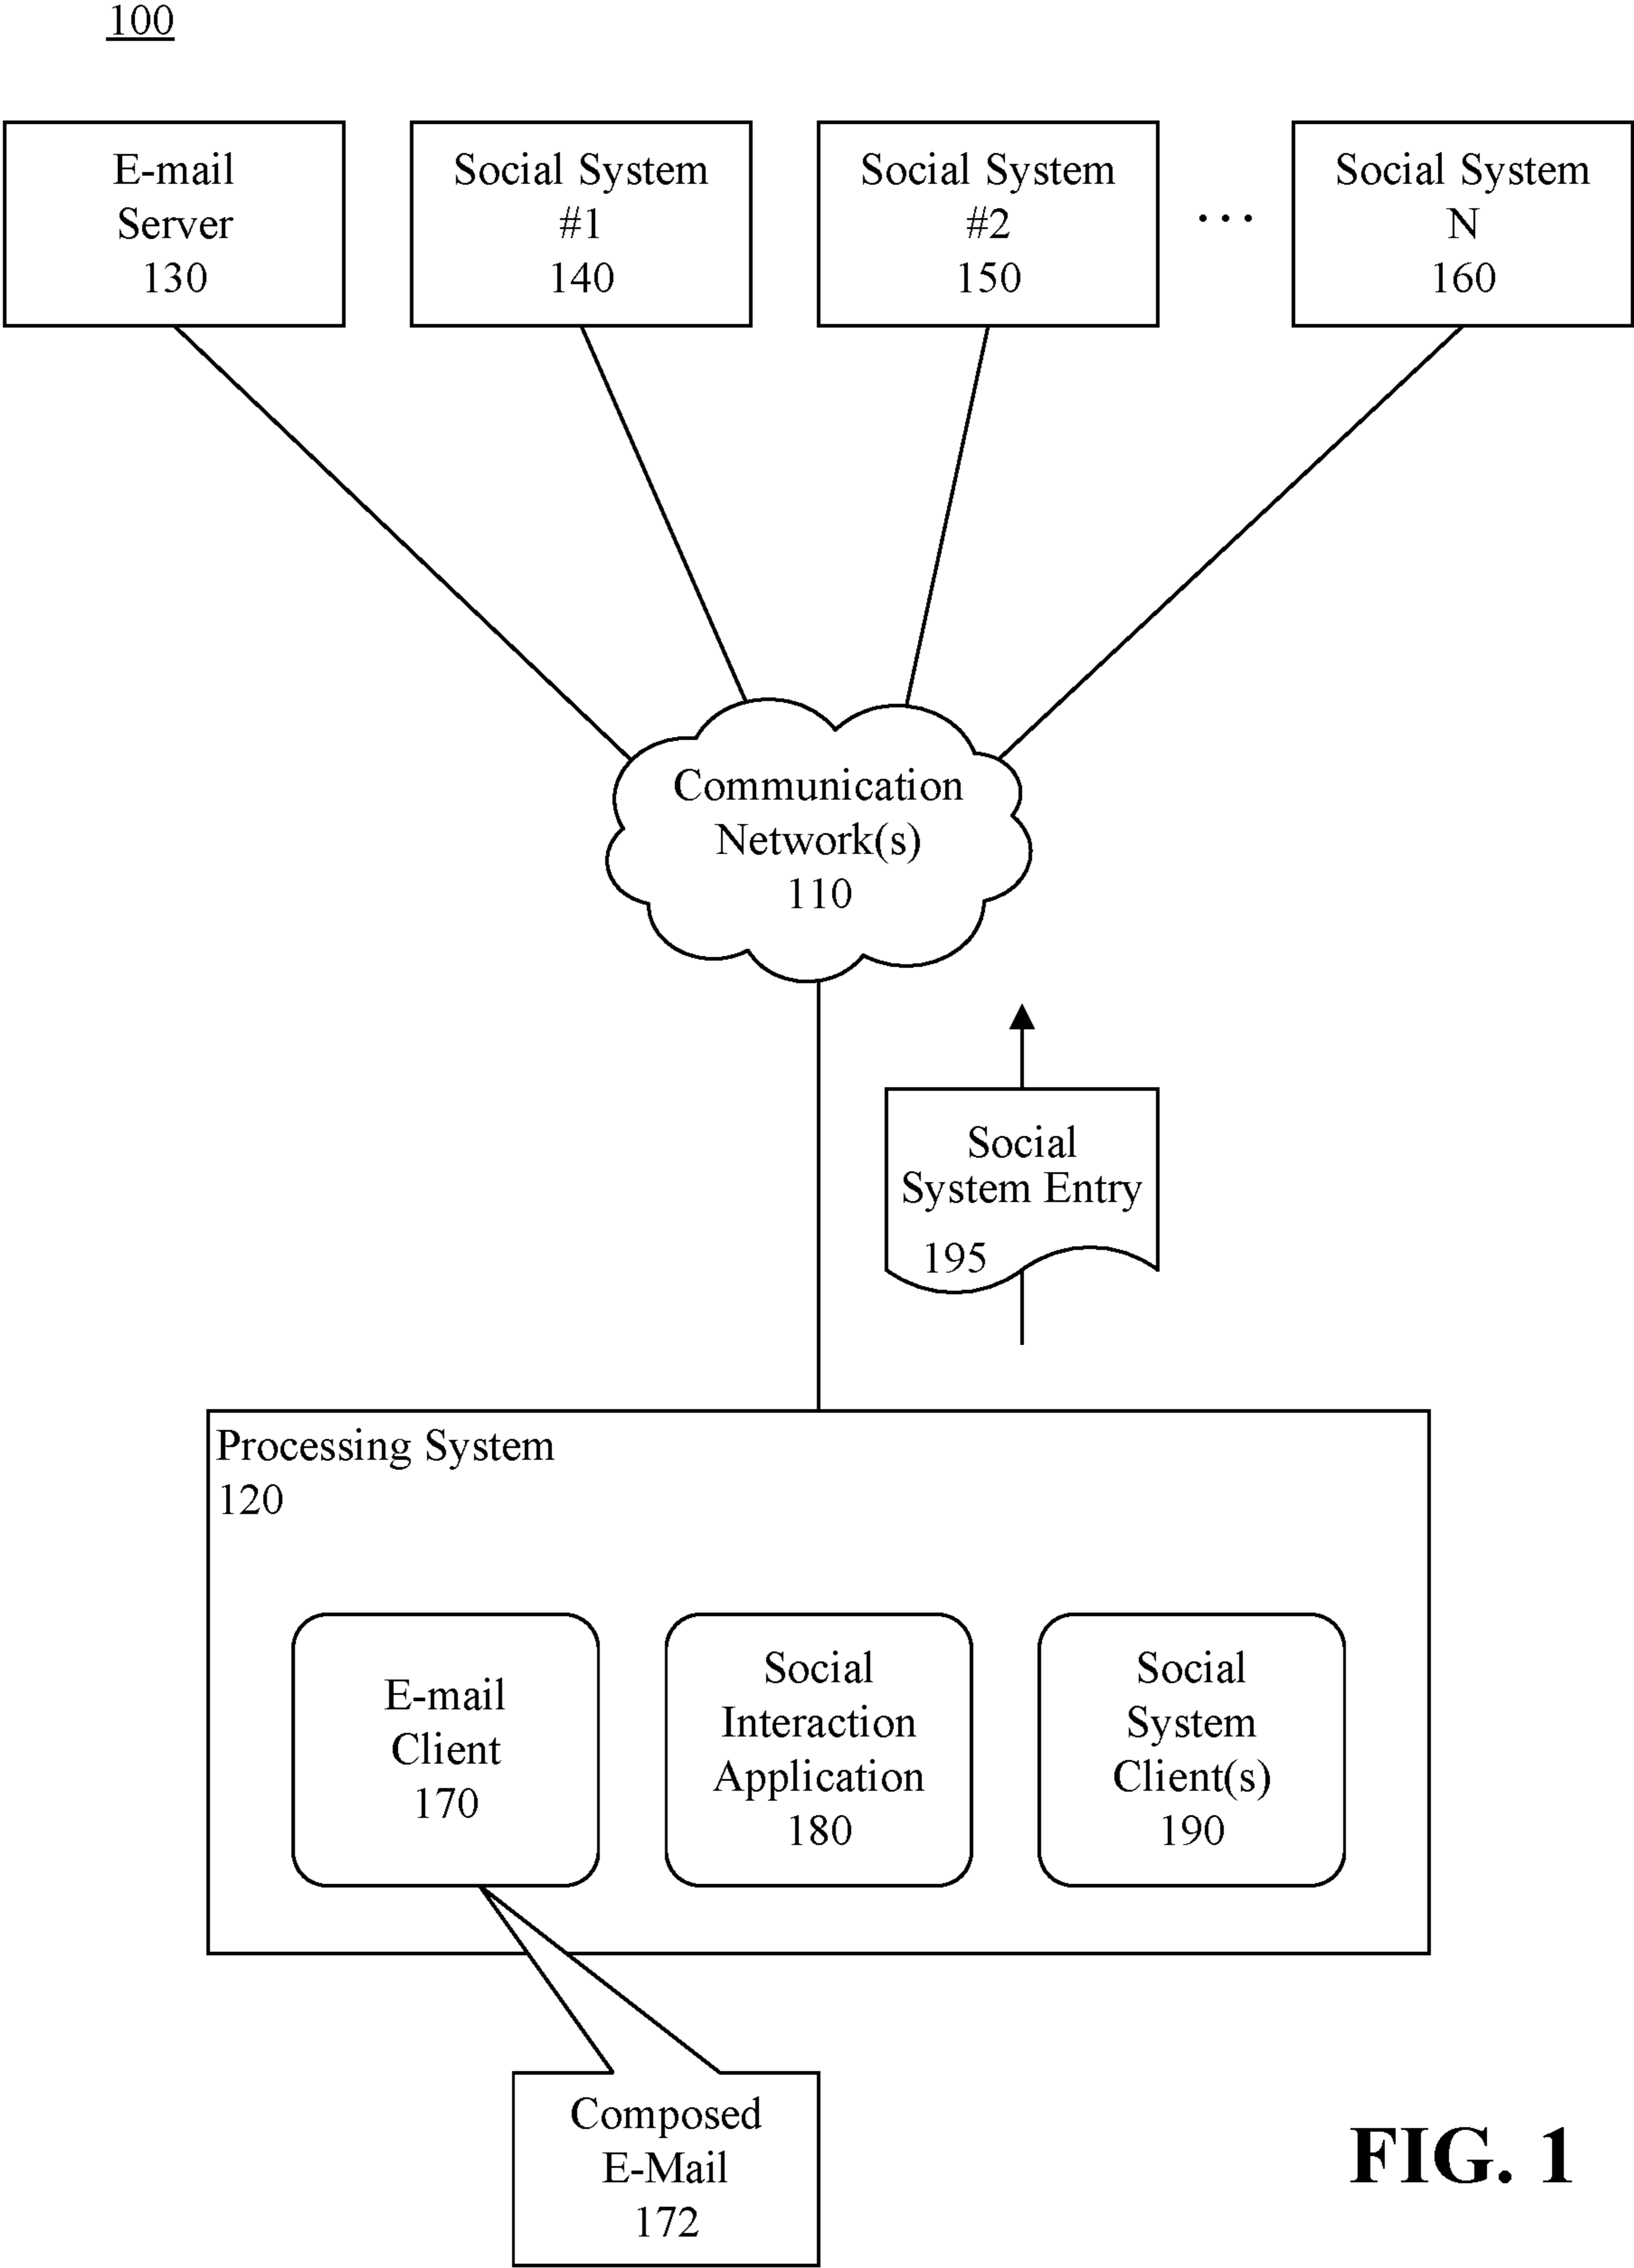 100
E-mail
Server
130
Social System
#1
140
Social System
#2
150
...
Social System
N
160
Communication
Network(s)
110
Social
System Entry
195
Processing System
120
E-mail
Client
170
Social
Interaction
Application
180
Social
System
Client(s)
190
Composed
E-Mail
172
FIG. 1